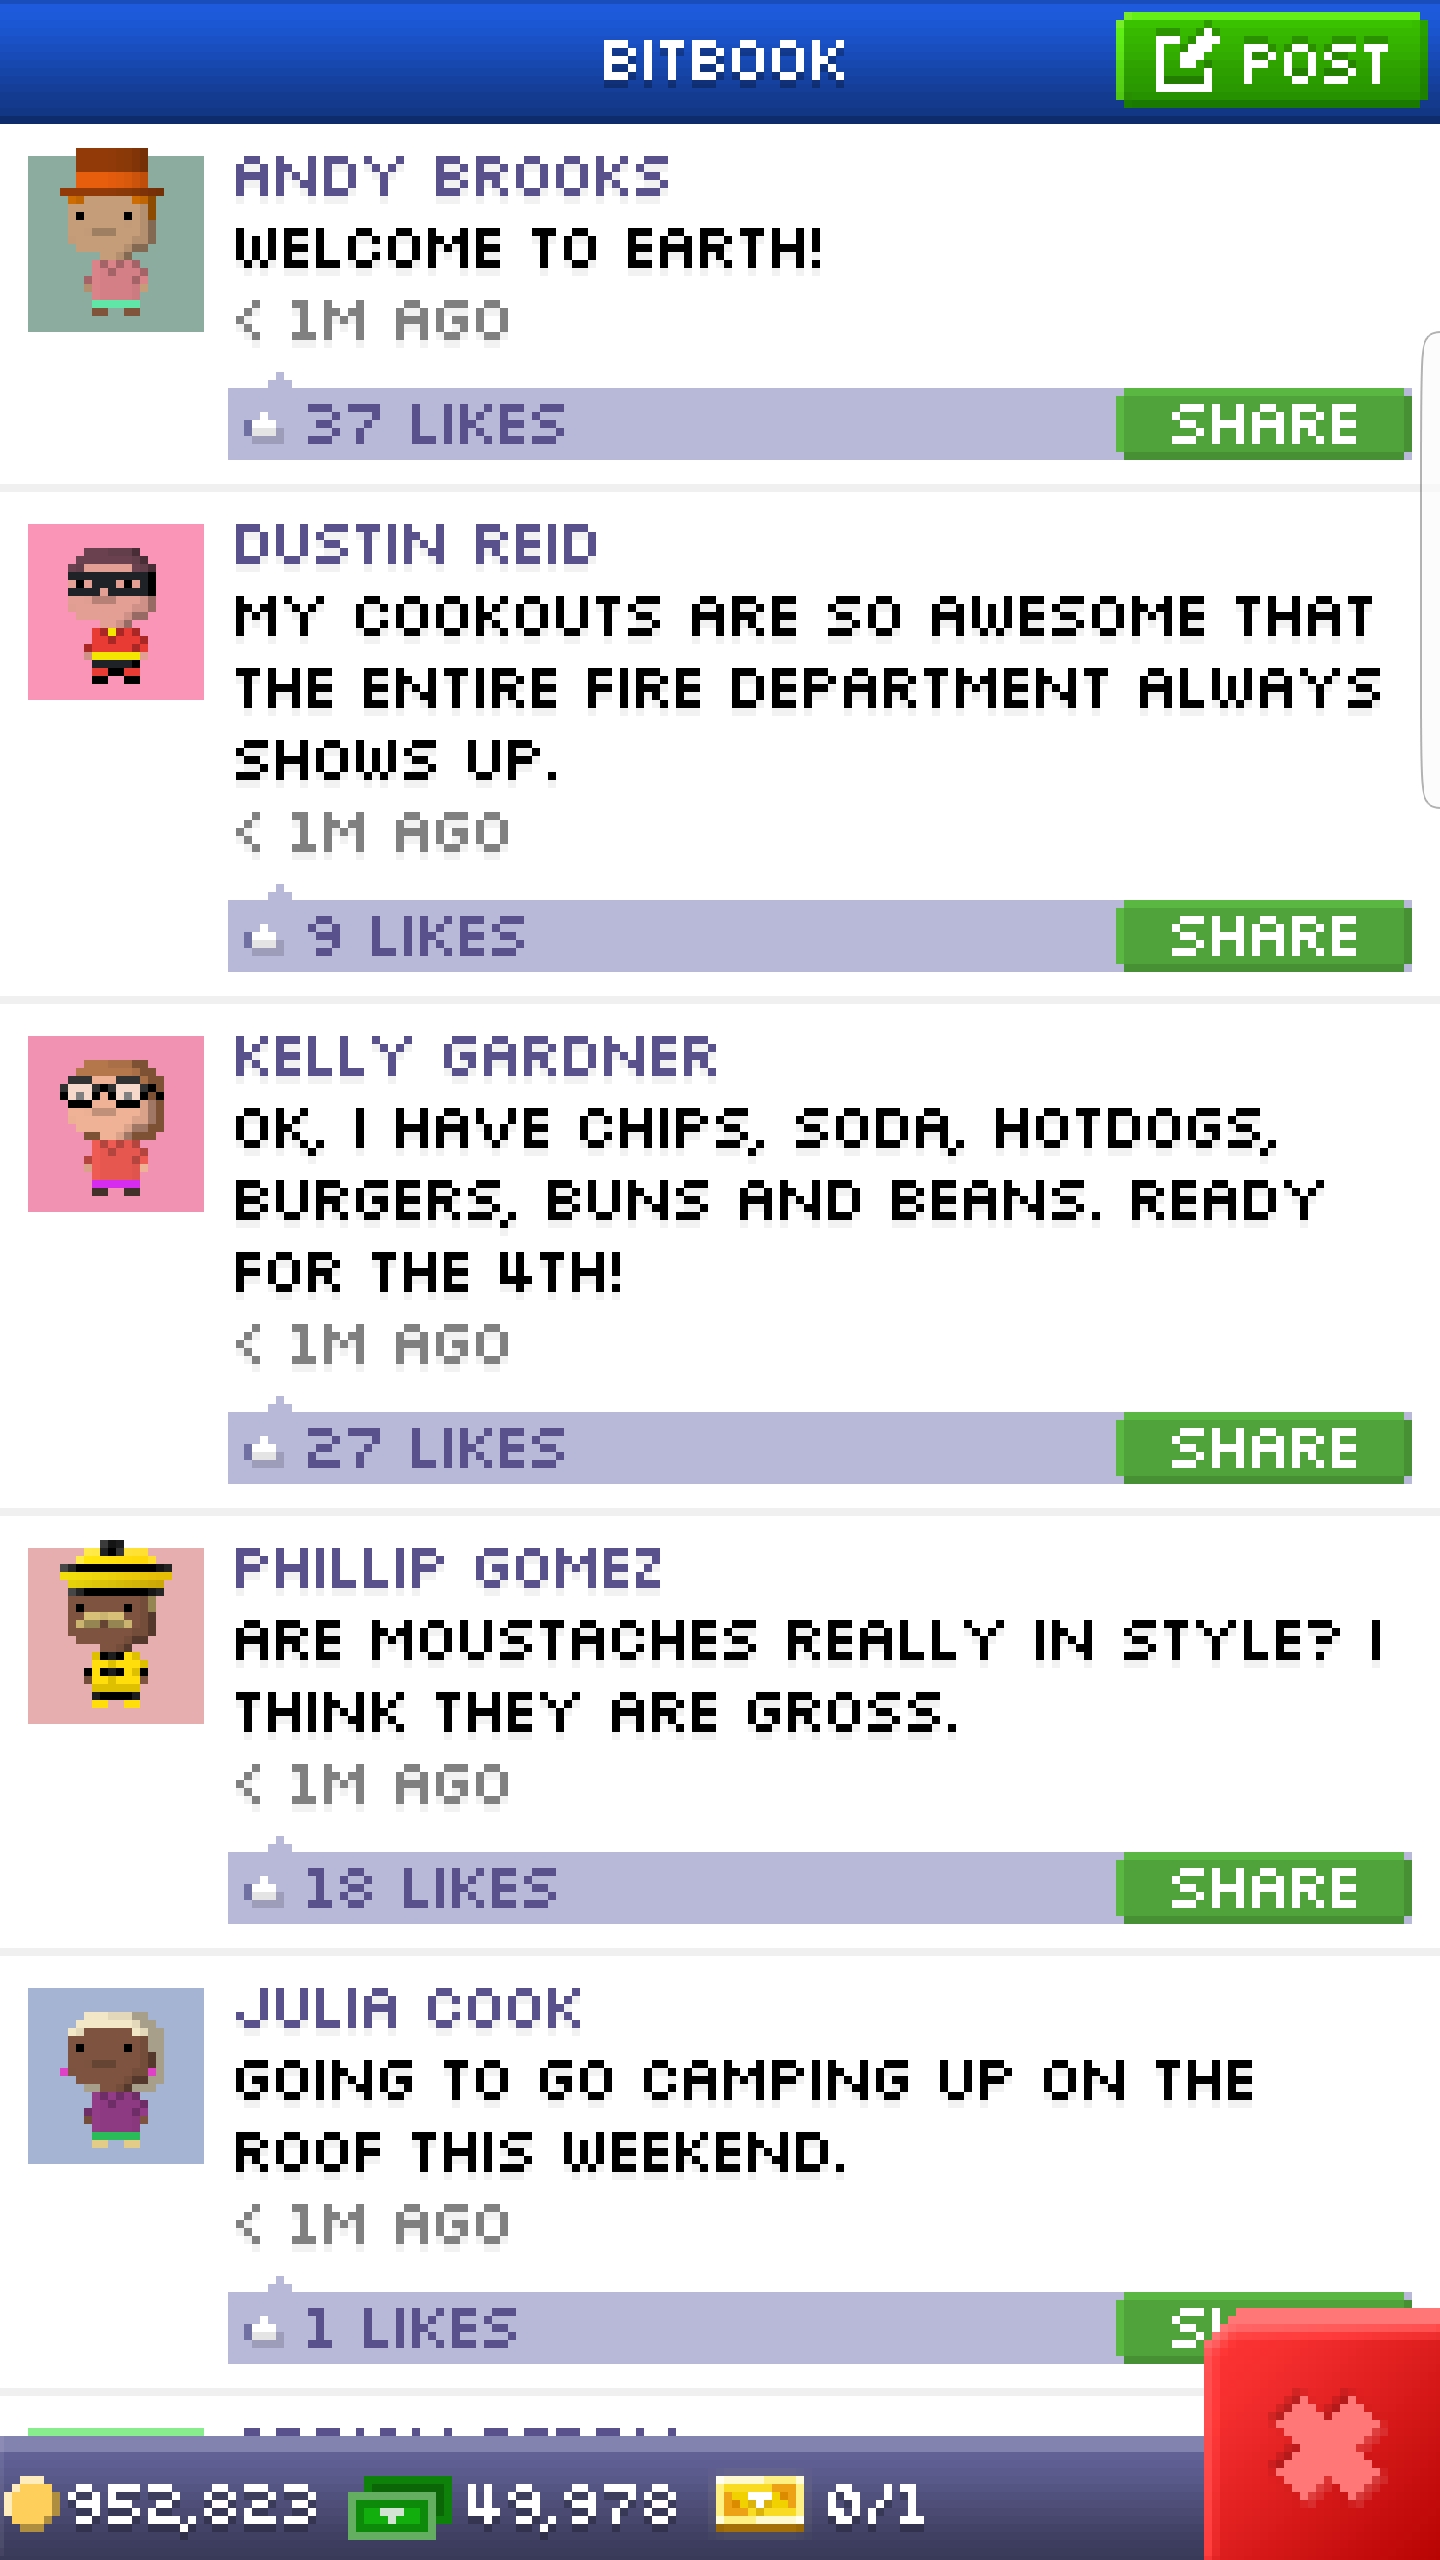 BITBOOK
POST
ANDY BROOKS
WELCOME TO EARTH!
< 1M AGO
37 LIKES
SHARE
DUSTIN REID
MY COOKOUTS ARE SO AWESOME THAT
THE ENTIRE FIRE DEPARTMENT ALWAYS
SHOWS UP.
< 1M AGO
9 LIKES
SHARE
KELLY GARDNER
OK, I HAVE CHIPS, SODA, HOTDOGS,
BURGERS, BUNS AND BEANS. READY
FOR THE 4TH!
< 1M AGO
27 LIKES
SHARE
PHILLIP GOMEZ
ARE MOUSTACHES REALLY IN STYLE? I
THINK THEY ARE GROSS.
< 1M AGO
18 LIKES
SHARE
JULIA COOK
GOING TO GO CAMPING UP ON THE
ROOF THIS WEEKEND.
< 1M AGO
1 LIKES
952,823
49,978
0/1